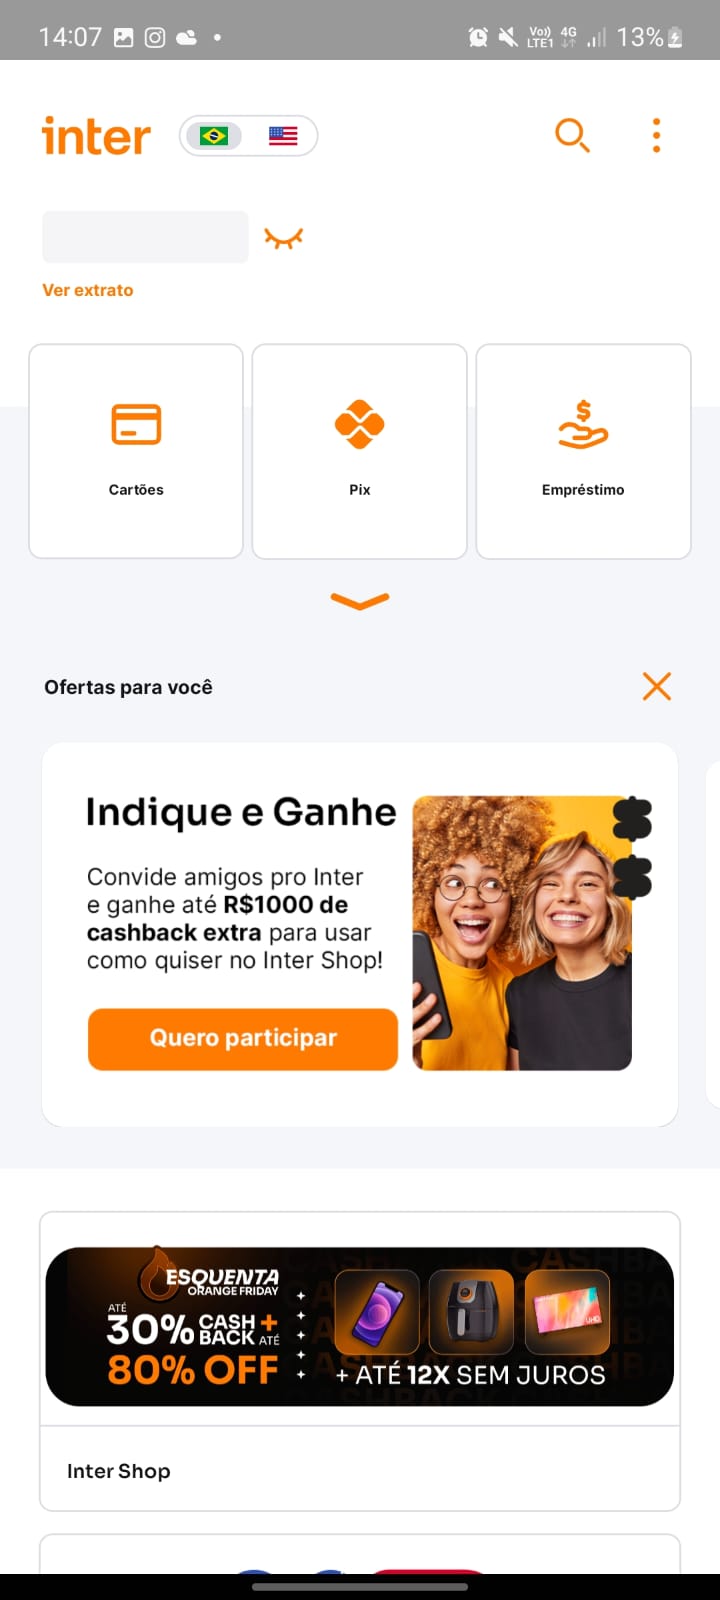 14:07
Vo)) 4G
LTE1
13%
inter
Ver extrato
Cartões
Pix
Empréstimo
Ofertas para você
Indique e Ganhe
Convide amigos pro Inter
e ganhe até R$1000 de
cashback extra para usar
como quiser no Inter Shop!
Quero participar
ESQUENTA
ORANGE FRIDAY
ATÉ
30% CASH +
BACK ATÉ
80% OFF
UHD
+ ATÉ 12X SEM JUROS
Inter Shop